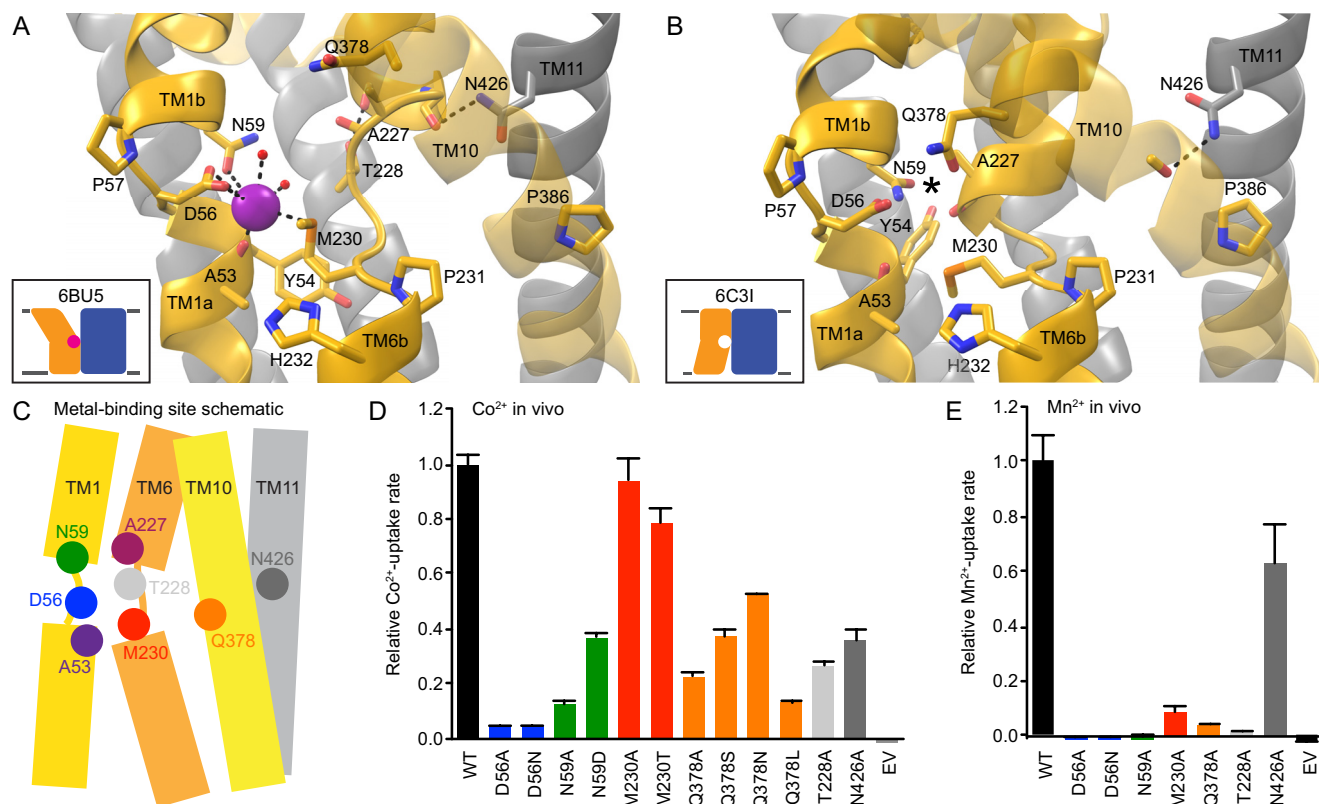 A
Q378
TM11
N426
TM1b
N59
A227
TM10
T228
P57
D56
P386
M230
A53
Y54
P231
TM1a
TM6b
H232
6BU5
B
TM11
N426
Q378
TM1b
TM10
A227
N59
*
P57
D56
P386
Y54
M230
P231
A53
TM1a
TM6b
H232
6C3I
C Metal-binding site schematic
TM1 TM6 TM10 TM11
A227
N59
N426
T228
D56
Q378
M230
A53
D Co²⁺ in vivo
Relative Co²⁺-uptake rate
1.2
1.0
0.8
0.6
0.4
0.2
0.0
WT D56A D56N N59A N59D M230A M230T Q378A Q378S Q378N Q378L T228A N426A EV
E Mn²⁺ in vivo
Relative Mn²⁺-uptake rate
1.2
1.0
0.8
0.6
0.4
0.2
0.0
WT D56A D56N N59A M230A Q378A T228A N426A EV